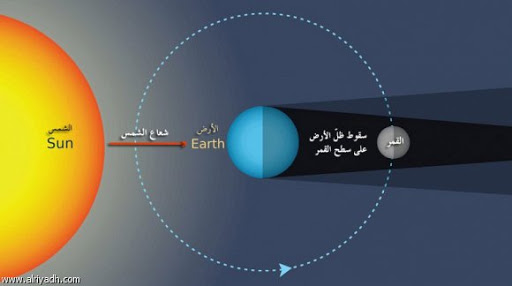 الشمس
Sun
شعاع الشمس
الأرض
Earth
سقوط ظلّ الأرض
على سطح القمر
القمر
www.alriyadh.com